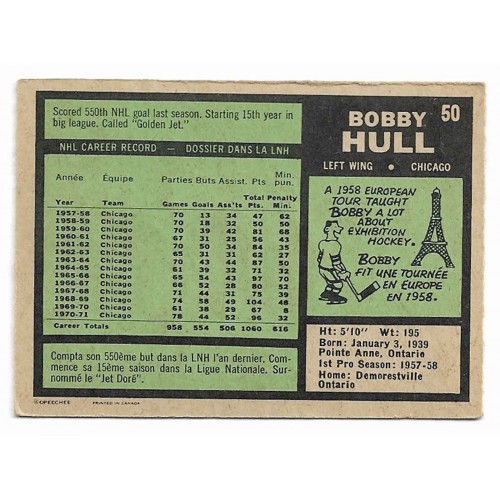 50
BOBBY
HULL
LEFT WING • CHICAGO
Scored 550th NHL goal last season. Starting 15th year in
big league. Called "Golden Jet."
NHL CAREER RECORD — DOSSIER DANS LA LNH
Année Équipe Parties Buts Assist. Pts Min. pun.
Year Team Games Goals Ass'ts Total Pts Penalty Min.
1957-58 Chicago 70 13 34 47 62
1958-59 Chicago 70 18 32 50 50
1959-60 Chicago 70 39 42 81 68
1960-61 Chicago 67 31 25 56 43
1961-62 Chicago 70 50 34 84 35
1962-63 Chicago 65 31 31 62 27
1963-64 Chicago 70 43 44 87 50
1964-65 Chicago 61 39 32 71 32
1965-66 Chicago 65 54 43 97 70
1966-67 Chicago 66 52 28 80 52
1967-68 Chicago 71 44 31 75 39
1968-69 Chicago 74 58 49 107 48
1969-70 Chicago 61 38 29 67 8
1970-71 Chicago 78 44 52 96 32
Career Totals 958 554 506 1060 616
Compta son 550ème but dans la LNH l'an dernier. Com-
mence sa 15ème saison dans la Ligue Nationale. Sur-
nommé le "Jet Doré".
A 1958 EUROPEAN
TOUR TAUGHT
BOBBY A LOT
ABOUT
EXHIBITION
HOCKEY.
BOBBY
FIT UNE TOURNÉE
EN EUROPE
EN 1958.
Ht: 5'10" Wt: 195
Born: January 3, 1939
Pointe Anne, Ontario
1st Pro Season: 1957-58
Home: Demorestville
Ontario
©OPEECHEE PRINTED IN CANADA